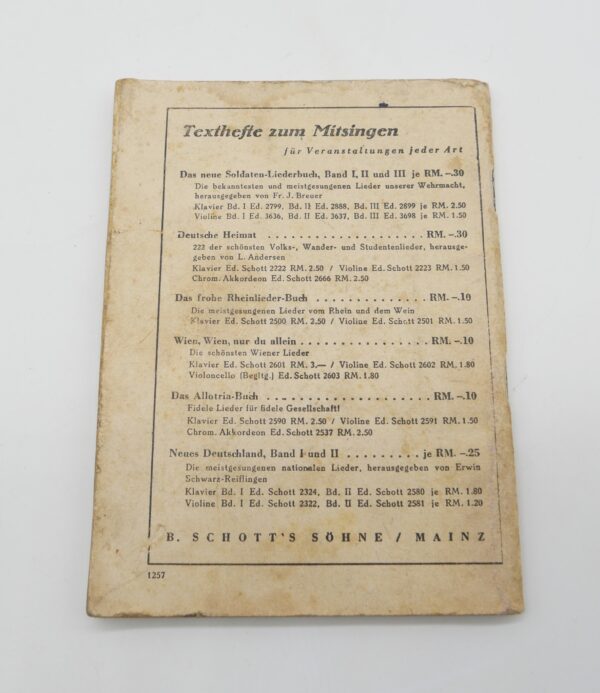 Texthefte zum Mitsingen
für Veranstaltungen jeder Art
Das neue Soldaten-Liederbuch, Band I, II und III je RM. -.30
Die bekanntesten und meistgesungenen Lieder unserer Wehrmacht,
herausgegeben von Fr. J. Breuer
Klavier Bd. I Ed. 2799, Bd. II Ed. 2888, Bd. III Ed. 2899 je RM. 2.50
Violine Bd. I Ed. 3636, Bd. II Ed. 3637, Bd. III Ed. 3698 je RM. 1.50
Deutsche Heimat . . . . . . . . . . . . . . . . . . RM. -.30
222 der schönsten Volks-, Wander- und Studentenlieder, herausge-
geben von L. Andersen
Klavier Ed. Schott 2222 RM. 2.50 / Violine Ed. Schott 2223 RM. 1.50
Chrom. Akkordeon Ed. Schott 2666 RM. 2.50
Das frohe Rheinlieder-Buch . . . . . . . . . . . . . RM. -.10
Die meistgesungenen Lieder vom Rhein und dem Wein
Klavier Ed. Schott 2500 RM. 2.50 / Violine Ed. Schott 2501 RM. 1.50
Wien, Wien, nur du allein . . . . . . . . . . . . . . . RM. -.10
Die schönsten Wiener Lieder
Klavier Ed. Schott 2601 RM. 3.— / Violine Ed. Schott 2602 RM. 1.80
Violoncello (Begltg.) Ed. Schott 2603 RM. 1.80
Das Allotria-Buch . . . . . . . . . . . . . . . . . . . RM. -.10
Fidele Lieder für fidele Gesellschaft!
Klavier Ed. Schott 2590 RM. 2.50 / Violine Ed. Schott 2591 RM. 1.50
Chrom. Akkordeon Ed. Schott 2537 RM. 2.50
Neues Deutschland, Band I und II . . . . . . . . . je RM. -.25
Die meistgesungenen nationalen Lieder, herausgegeben von Erwin
Schwarz-Reiflingen
Klavier Bd. I Ed. Schott 2324, Bd. II Ed. Schott 2580 je RM. 1.80
Violine Bd. I Ed. Schott 2322, Bd. II Ed. Schott 2581 je RM. 1.20
B. SCHOTT'S SÖHNE / MAINZ
1257